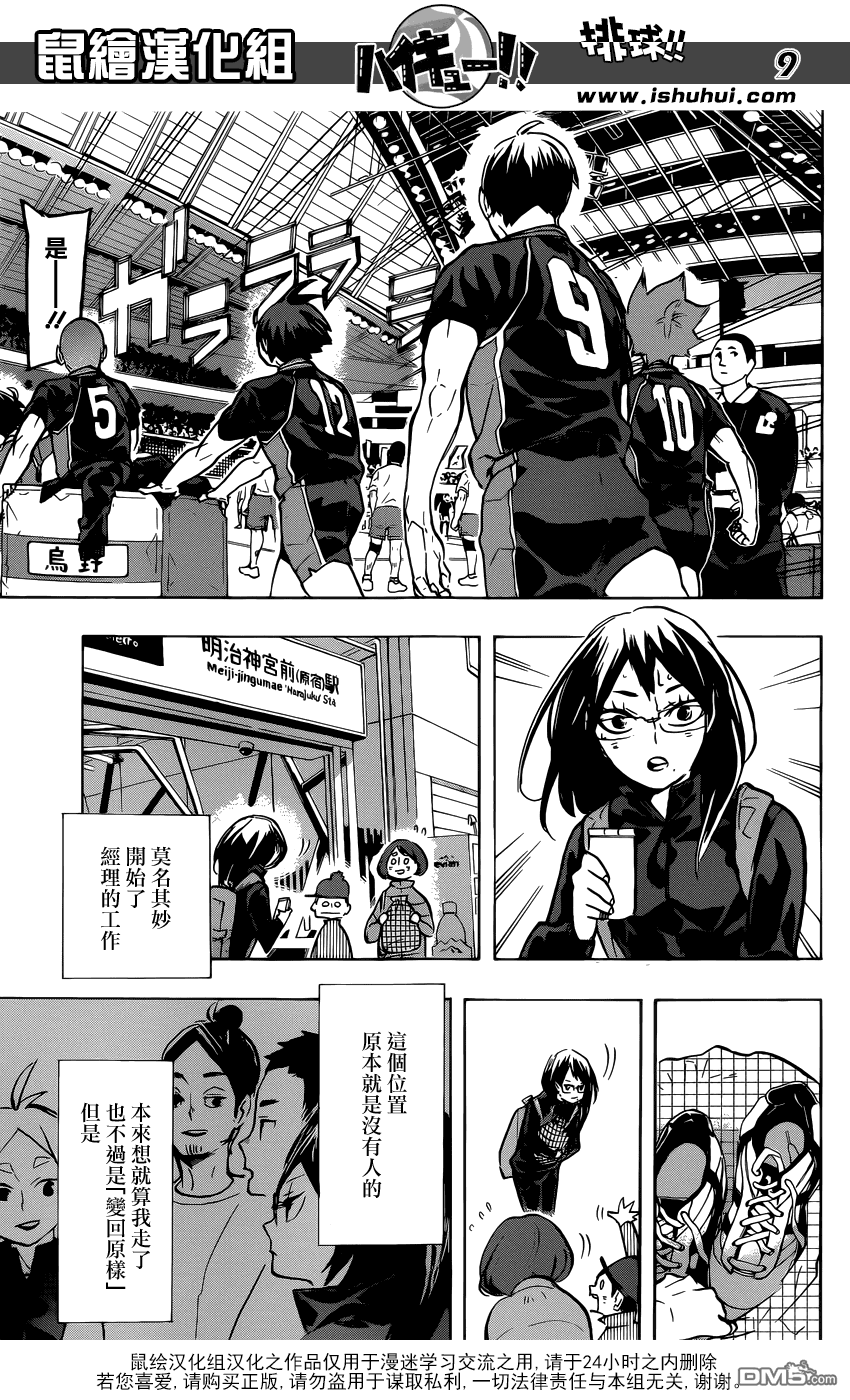 鼠繪漢化組
ハイキュー!!
排球!!
9
www.ishuhui.com
是
——!!
ガラララ
5
12
9
10
烏野
明治神宮前(原宿)駅
Meiji-jingumae 'Harajuku' Sta
etro
evian
莫名其妙
開始了
經理的工作
這個位置
原本就是沒有人的
本來想就算我走了
也不過是「變回原樣」
但是
鼠绘汉化组汉化之作品仅用于漫迷学习交流之用, 请于24小时之内删除
若您喜爱, 请购买正版, 请勿盗用于谋取私利, 一切法律责任与本组无关, 谢谢。
DM5.com